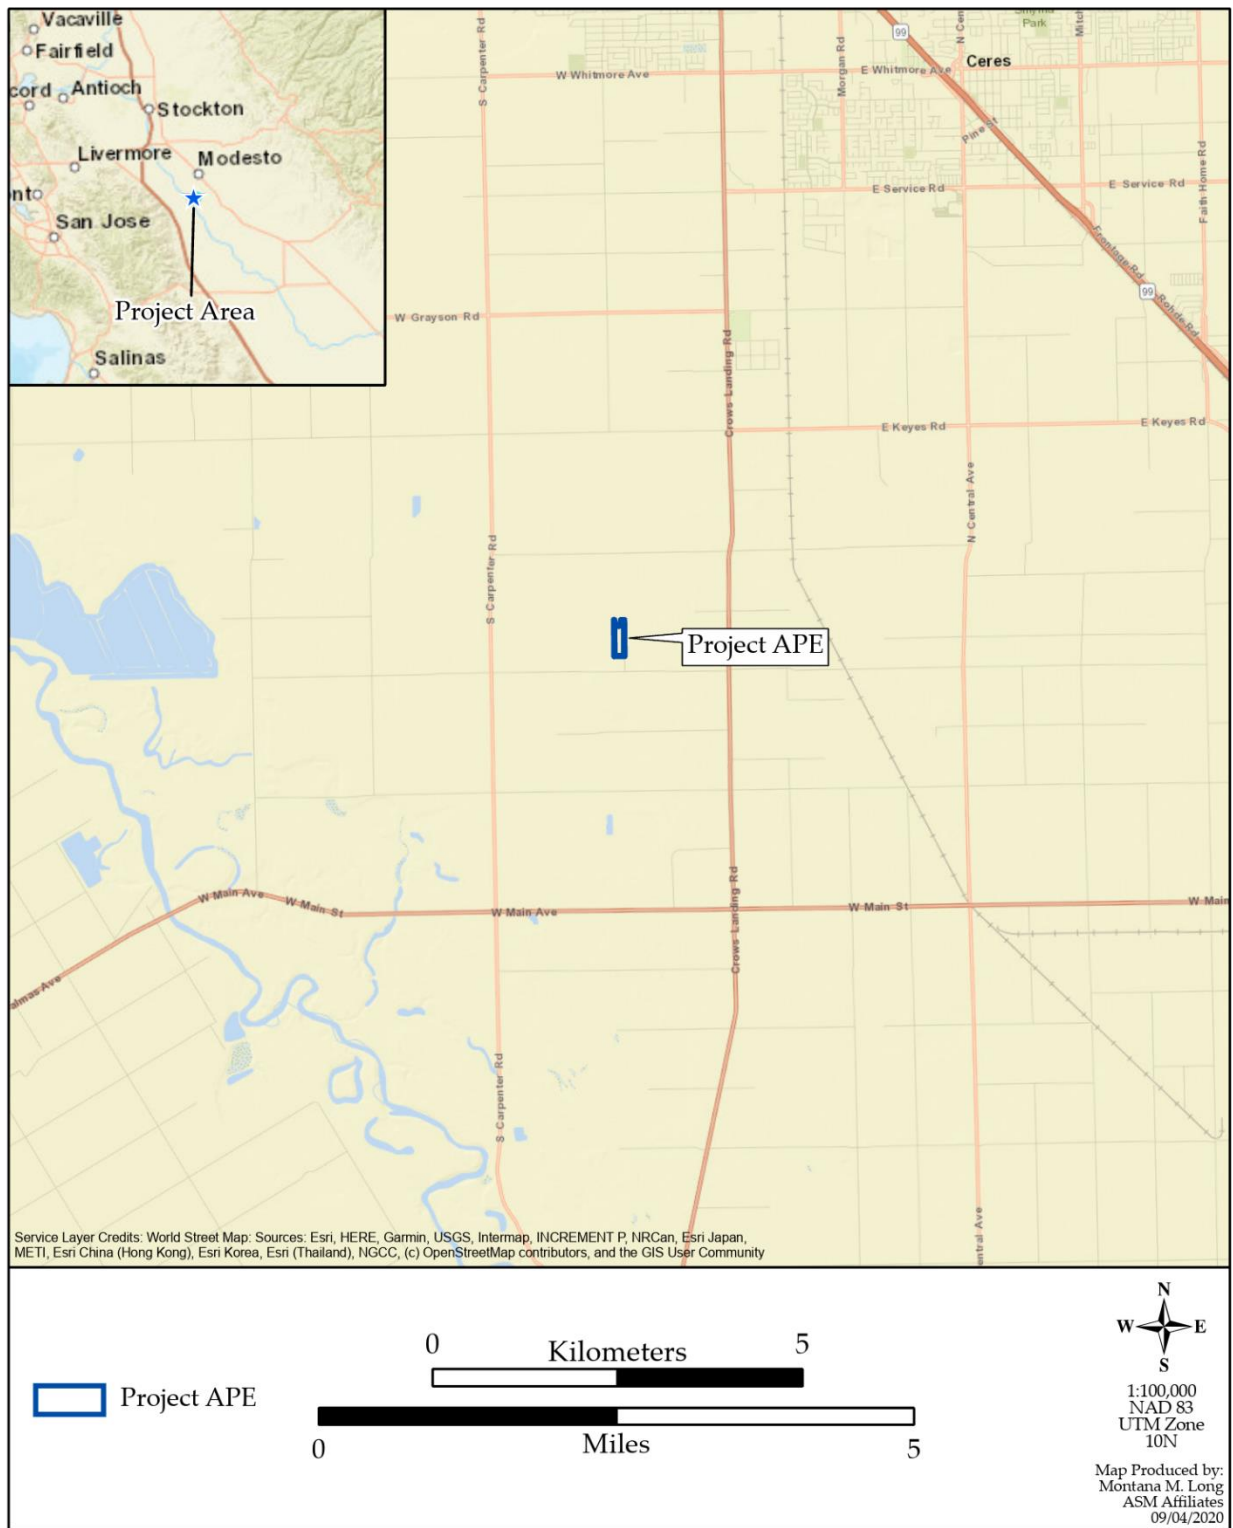 Vacaville
Fairfield
cord
Antioch
Stockton
Livermore
Modesto
nt
San Jose
Project Area
Salinas
S Carpenter Rd
W Whitmore Ave
Morgan Rd
99
N Cen
Park
Mitch
E Whitmore Ave
Ceres
Pine St
E Service Rd
E Service Rd
Faith Home Rd
Frontage Rd
99
Rohde Rd
W Grayson Rd
Crows Landing Rd
E Keyes Rd
E Keyes Rd
N Central Ave
S Carpenter Rd
Project APE
W Main Ave
W Main St
W Main Ave
Crows Landing Rd
W Main St
W Main
almas Ave
S Carpenter Rd
entral Ave
Service Layer Credits: World Street Map: Sources: Esri, HERE, Garmin, USGS, Intermap, INCREMENT P, NRCan, Esri Japan,
METI, Esri China (Hong Kong), Esri Korea, Esri (Thailand), NGCC, (c) OpenStreetMap contributors, and the GIS User Community
Project APE
0 Kilometers 5
0 Miles 5
N
W E
S
1:100,000
NAD 83
UTM Zone
10N
Map Produced by:
Montana M. Long
ASM Affiliates
09/04/2020